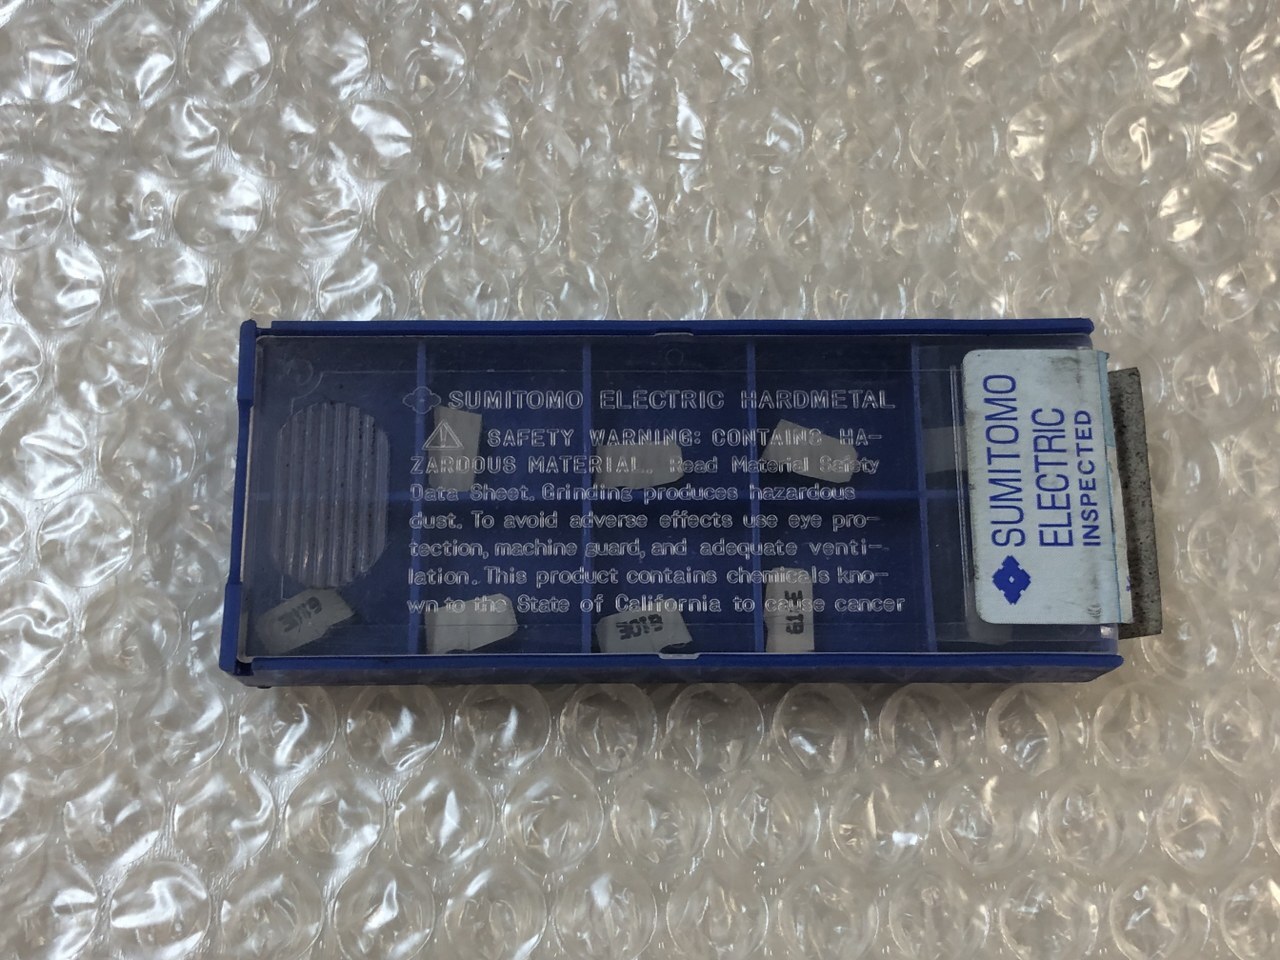 SUMITOMO ELECTRIC HARDMETAL
SAFETY WARNING: CONTAINS HA-
ZARDOUS MATERIAL. Read Material Safety
Data Sheet. Grinding produces hazardous
dust. To avoid adverse effects use eye pro-
tection, machine guard, and adequate venti-
lation. This product contains chemicals kno-
wn to the State of California to cause cancer
SUMITOMO
ELECTRIC
INSPECTED